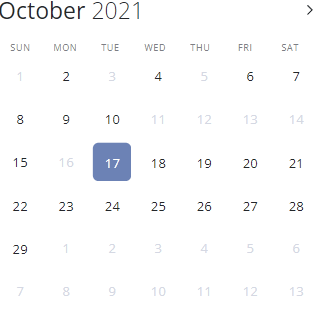 October 2021
SUN MON TUE WED THU FRI SAT
1 2 3 4 5 6 7
8 9 10 11 12 13 14
15 16 17 18 19 20 21
22 23 24 25 26 27 28
29 1 2 3 4 5 6
7 8 9 10 11 12 13